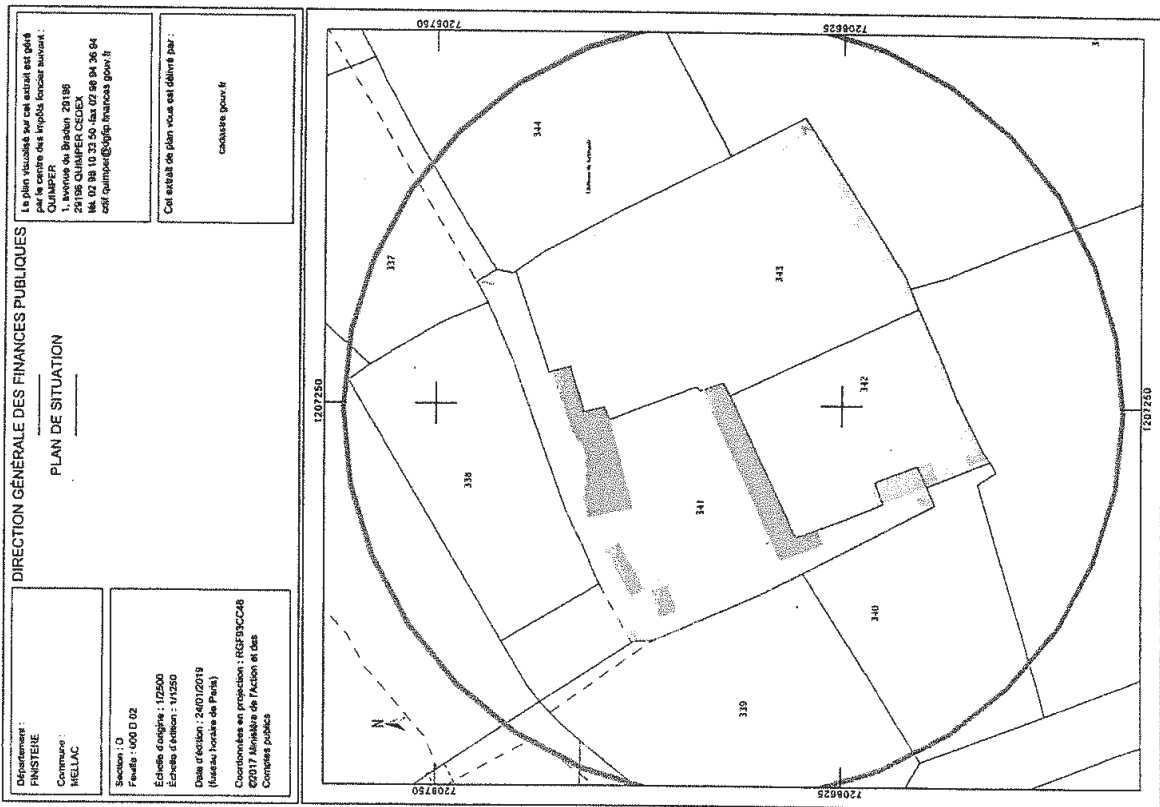 DIRECTION GÉNÉRALE DES FINANCES PUBLIQUES
PLAN DE SITUATION
Département :
FINISTERE
Commune :
MELLAC
Section : D
Feuille : 000 D 02
Échelle d'origine : 1/2500
Échelle d'édition : 1/1250
Date d'édition : 24/01/2019
(fuseau horaire de Paris)
Coordonnées en projection : RGF93CC48
©2017 Ministère de l'Action et des
Comptes publics
Le plan visualisé sur cet extrait est géré
par le centre des impôts foncier suivant :
QUIMPER
1, avenue du Braden 29196
29196 QUIMPER CEDEX
tél. 02 98 10 33 50 -fax 02 98 94 36 94
cdif.quimper@dgfip.finances.gouv.fr
Cet extrait de plan vous est délivré par :
cadastre.gouv.fr
1207250
7208750
7208625
337
344
338
343
342
341
340
339
N
7208750
7208625
1207250